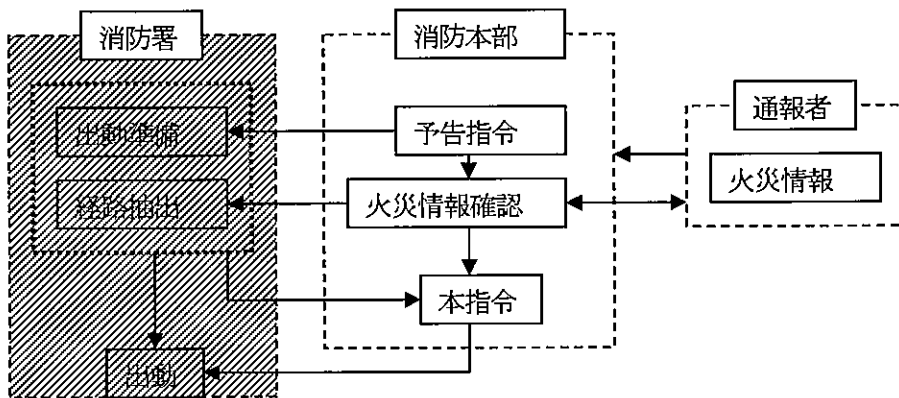 消防署
消防本部
通報者
出動準備
予告指令
火災情報
経路抽出
火災情報確認
本指令
出動